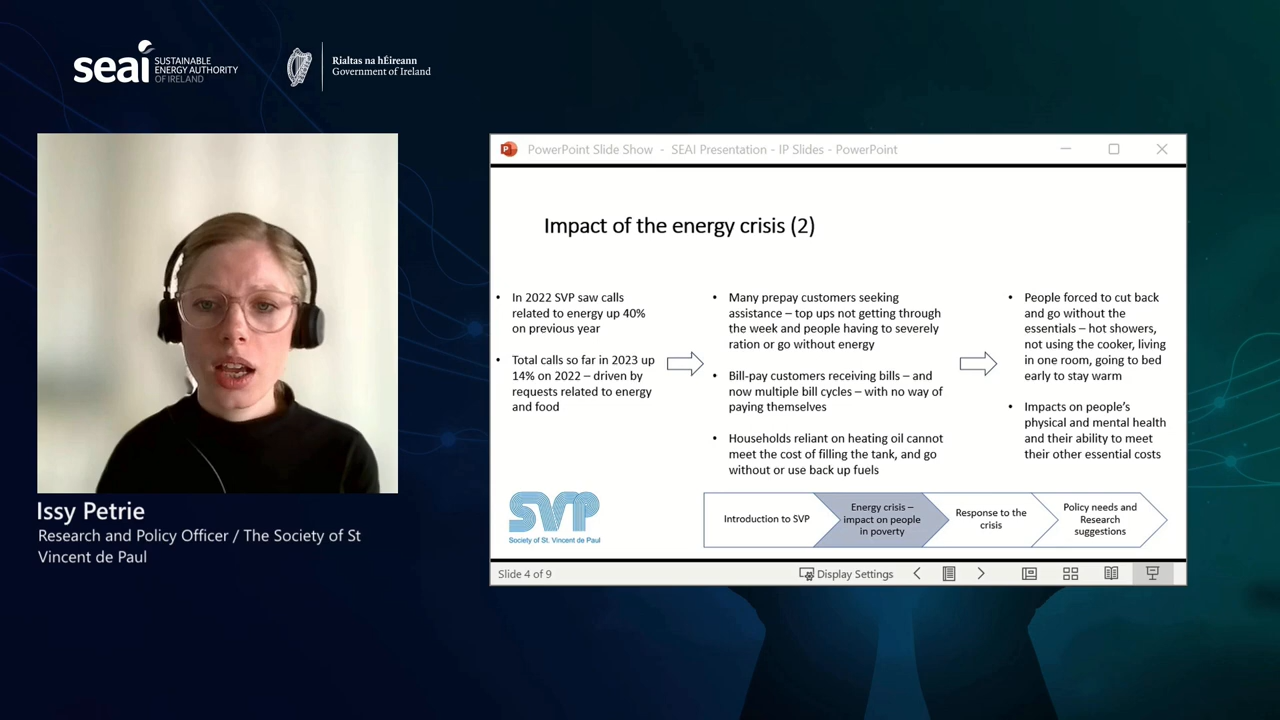 seai
SUSTAINABLE
ENERGY AUTHORITY
OF IRELAND
Rialtas na hÉireann
Government of Ireland
PowerPoint Slide Show - SEAI Presentation - IP Slides - PowerPoint
Impact of the energy crisis (2)
• In 2022 SVP saw calls
related to energy up 40%
on previous year
• Total calls so far in 2023 up
14% on 2022 – driven by
requests related to energy
and food
• Many prepay customers seeking
assistance – top ups not getting through
the week and people having to severely
ration or go without energy
• Bill-pay customers receiving bills – and
now multiple bill cycles – with no way of
paying themselves
• Households reliant on heating oil cannot
meet the cost of filling the tank, and go
without or use back up fuels
• People forced to cut back
and go without the
essentials – hot showers,
not using the cooker, living
in one room, going to bed
early to stay warm
• Impacts on people's
physical and mental health
and their ability to meet
their other essential costs
SVP
Society of St. Vincent de Paul
Introduction to SVP
Energy crisis –
impact on people
in poverty
Response to the
crisis
Policy needs and
Research
suggestions
Slide 4 of 9
Display Settings
Issy Petrie
Research and Policy Officer / The Society of St
Vincent de Paul